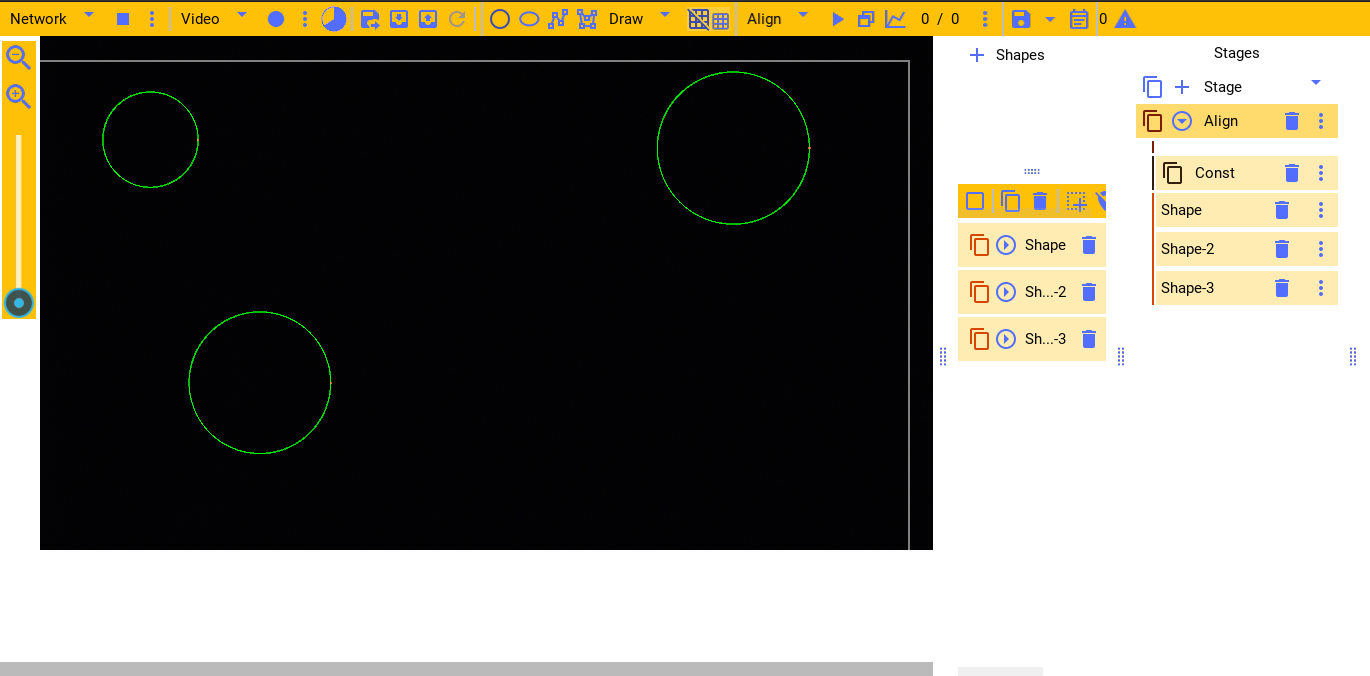 Network Video Draw Align 0 / 0 0
Shapes
Shape
Sh...-2
Sh...-3
Stages
Stage
Align
Const
Shape
Shape-2
Shape-3